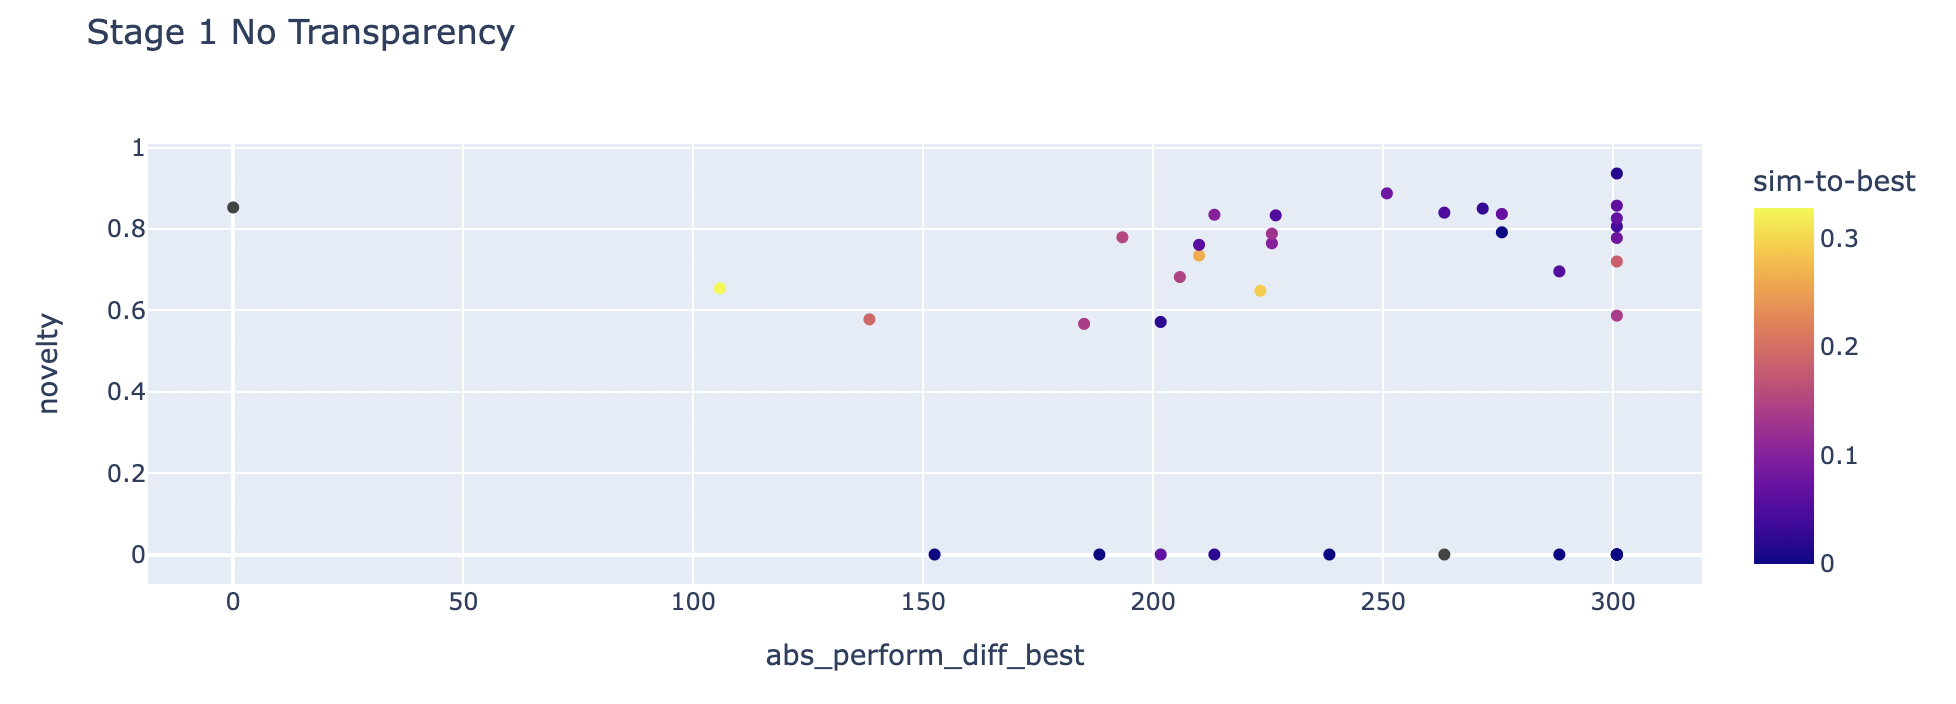 Stage 1 No Transparency
1
0.8
0.6
0.4
0.2
0
novelty
0 50 100 150 200 250 300
abs_perform_diff_best
sim-to-best
0.3
0.2
0.1
0